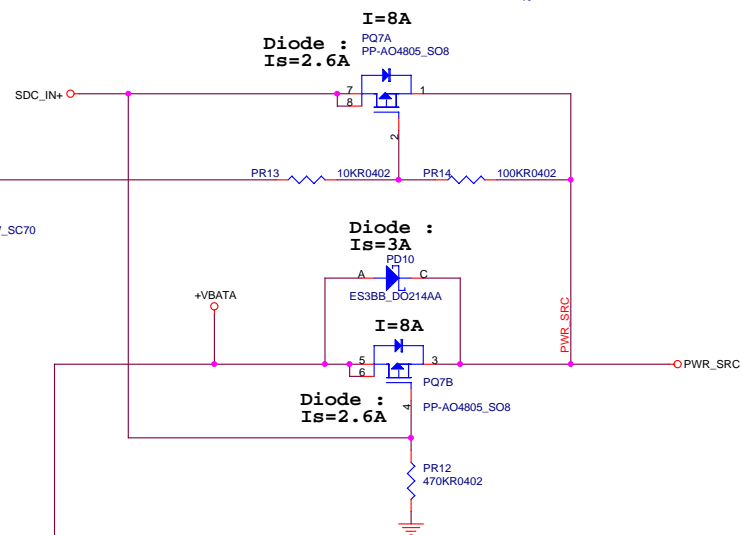 I=8A
PQ7A
PP-AO4805_SO8
Diode :
Is=2.6A
SDC_IN+
7
8
1
2
PR13
10KR0402
PR14
100KR0402
_SC70
Diode :
Is=3A
PD10
A
C
ES3BB_DO214AA
+VBATA
I=8A
PWR_SRC
5
6
3
PWR_SRC
PQ7B
Diode :
Is=2.6A
4
PP-AO4805_SO8
PR12
470KR0402